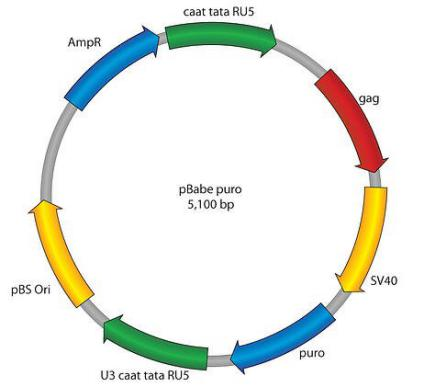 caat tata RU5
AmpR
gag
pBabe puro
5,100 bp
SV40
pBS Ori
puro
U3 caat tata RU5